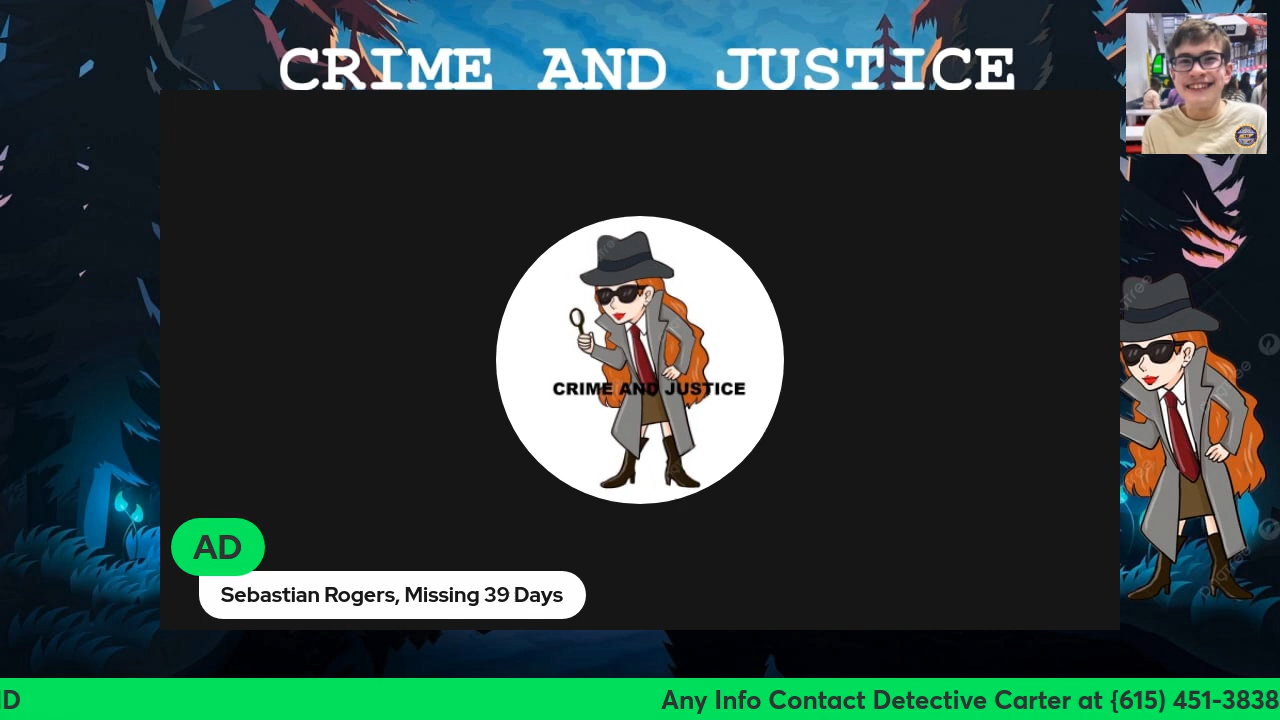 CRIME AND JUSTICE
CRIME AND JUSTICE
AD
Sebastian Rogers, Missing 39 Days
Any Info Contact Detective Carter at {615) 451-3838